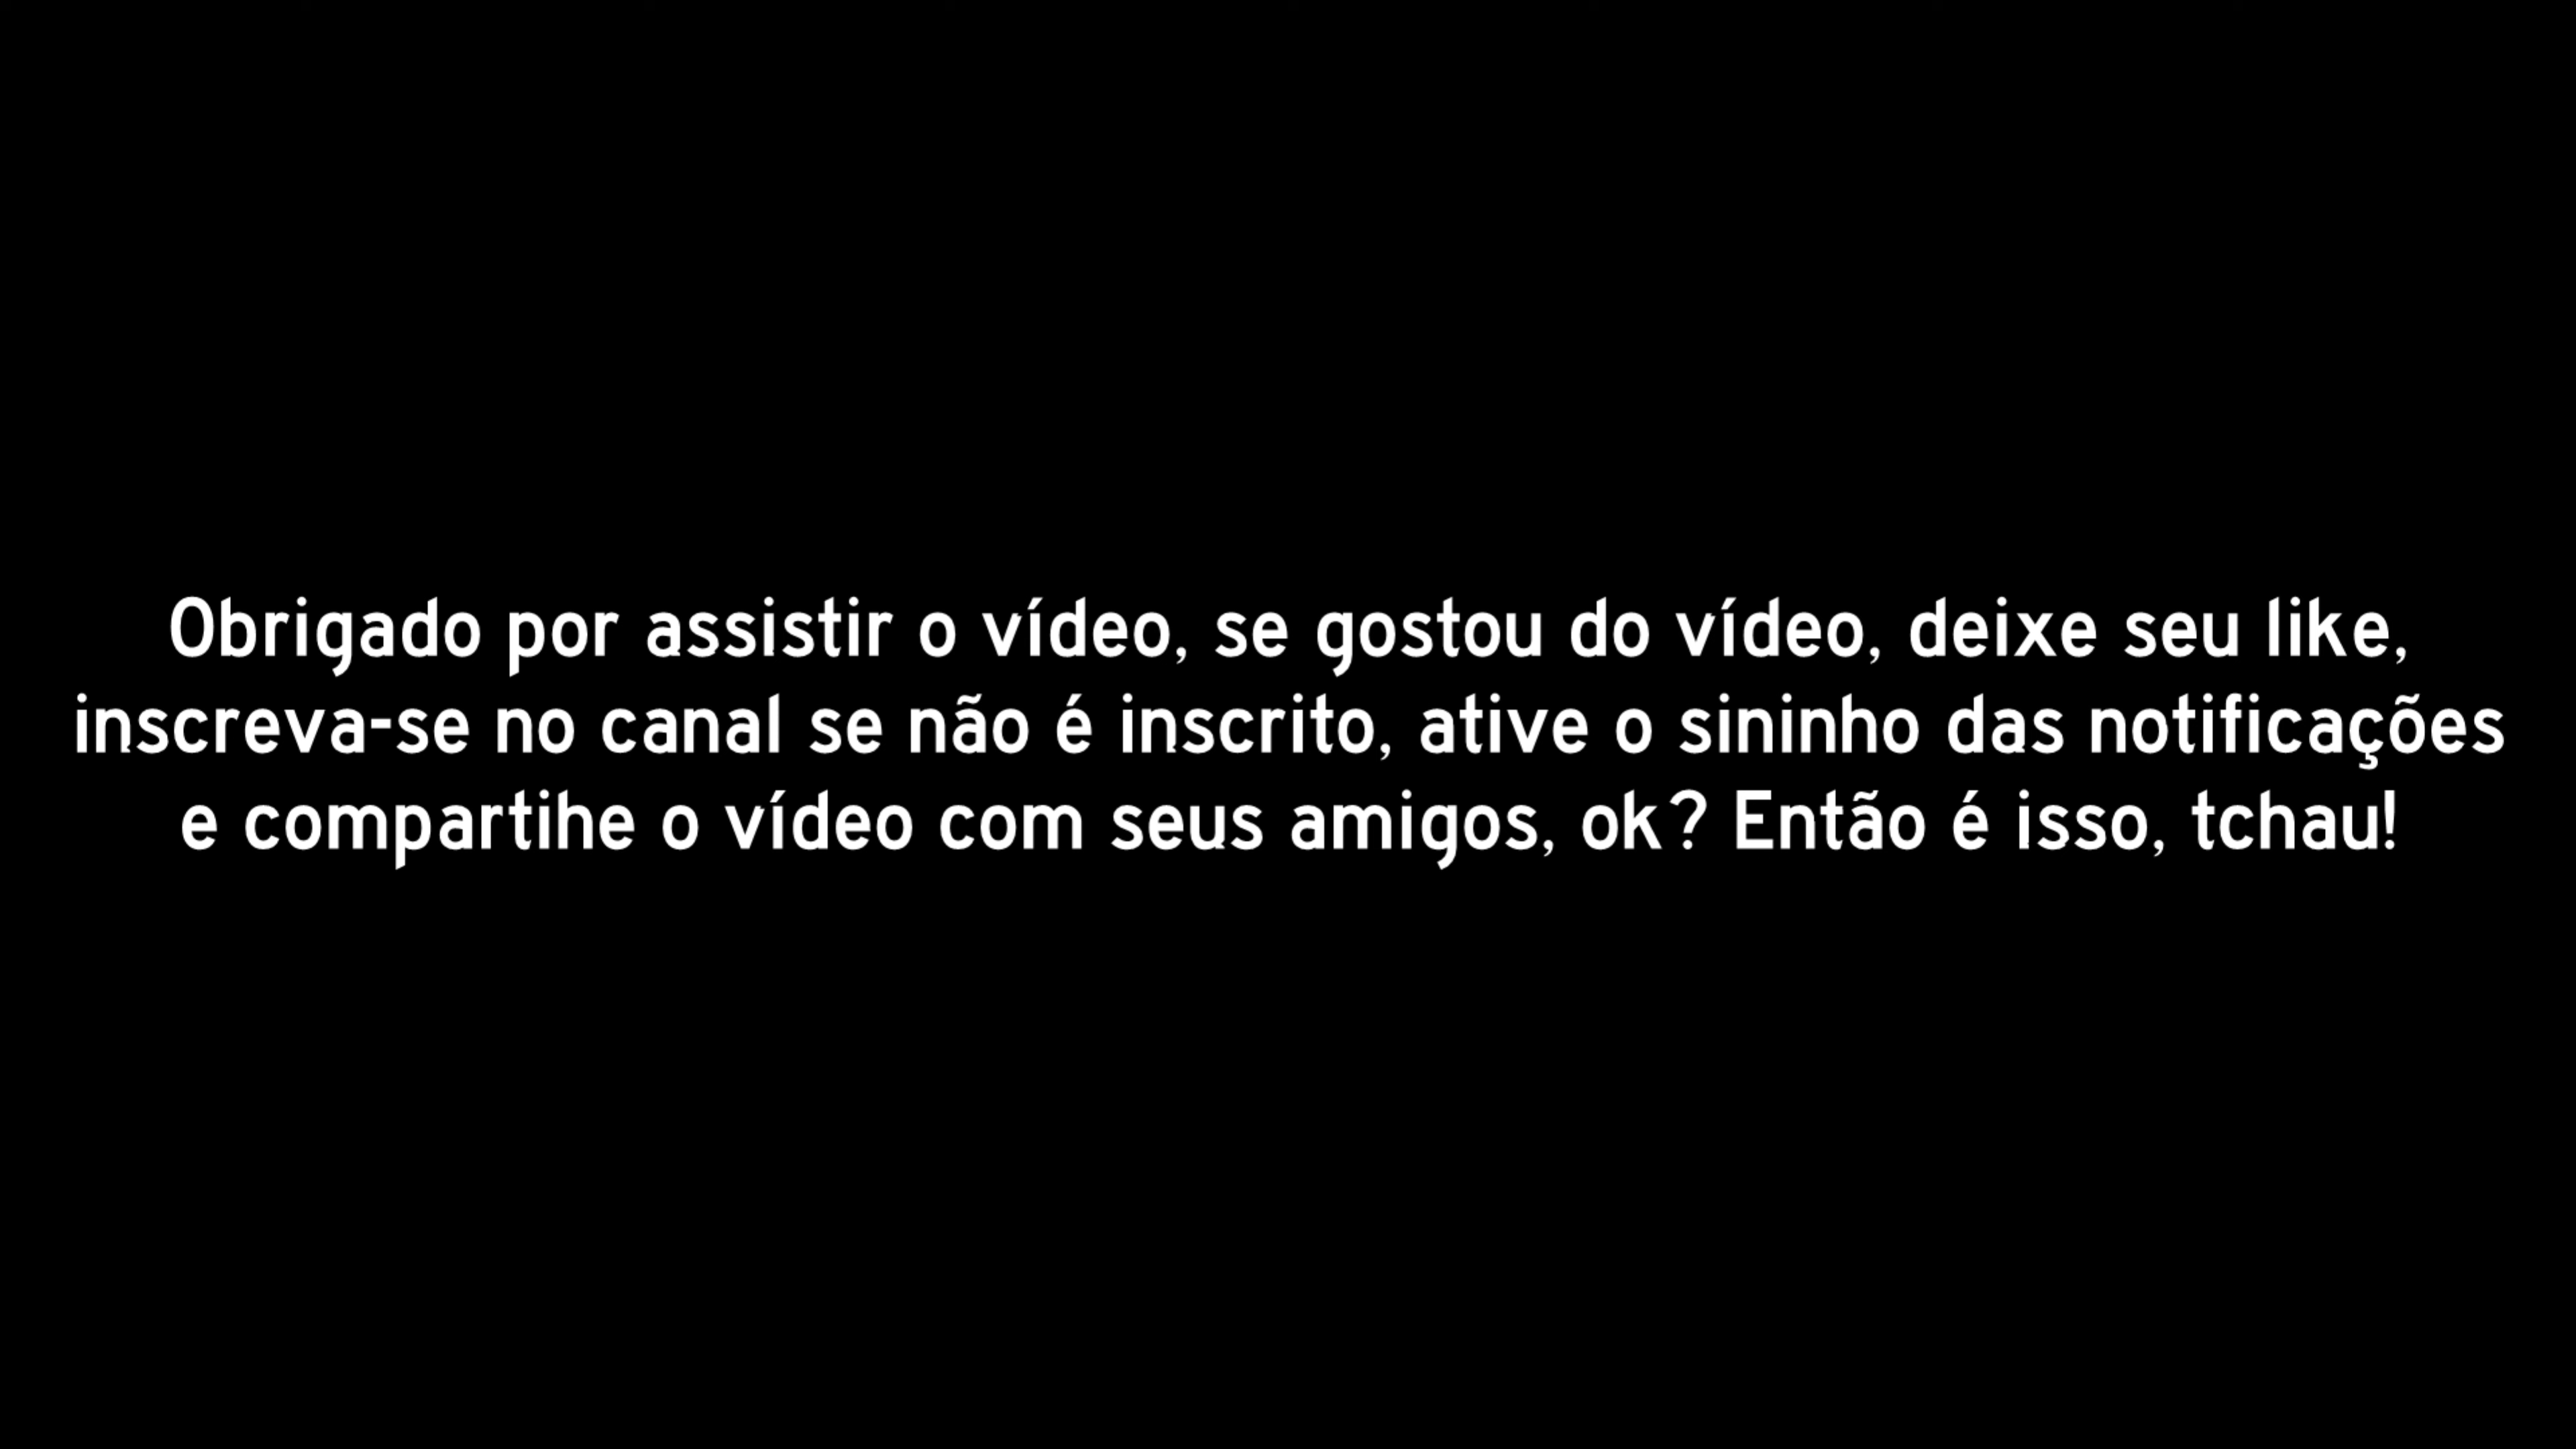 Obrigado por assistir o vídeo, se gostou do vídeo, deixe seu like,
inscreva-se no canal se não é inscrito, ative o sininho das notificações
e compartihe o vídeo com seus amigos, ok? Então é isso, tchau!